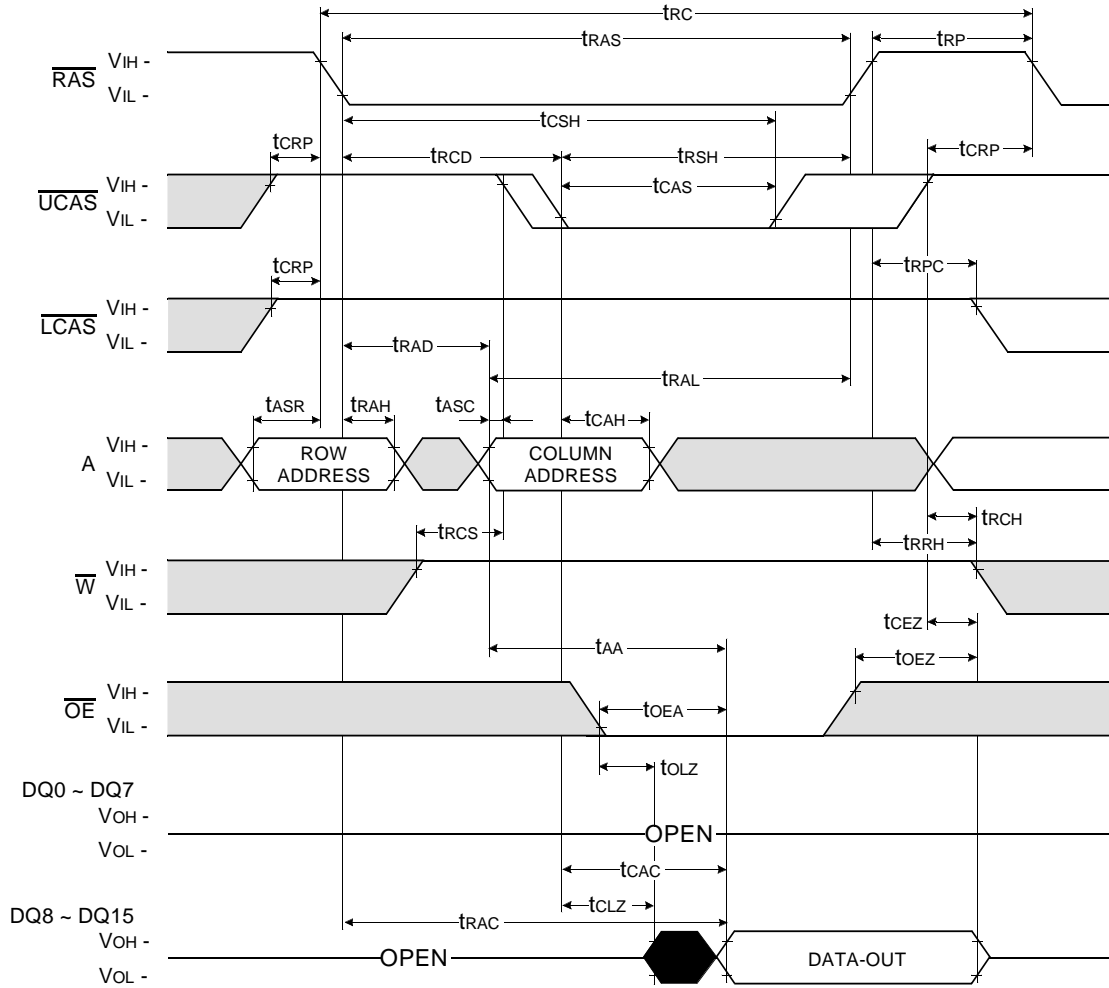 tRC
tRAS
tRP
RAS
VIH -
VIL -
tCSH
tCRP
tRCD
tRSH
tCRP
UCAS
VIH -
VIL -
tCAS
tCRP
tRPC
LCAS
VIH -
VIL -
tRAD
tRAL
tASR
tRAH
tASC
tCAH
A
VIH -
VIL -
ROW
ADDRESS
COLUMN
ADDRESS
tRCS
tRCH
tRRH
W
VIH -
VIL -
tCEZ
tAA
tOEZ
OE
VIH -
VIL -
tOEA
tOLZ
DQ0 ~ DQ7
VOH -
VOL -
OPEN
tCAC
tCLZ
DQ8 ~ DQ15
tRAC
VOH -
VOL -
OPEN
DATA-OUT